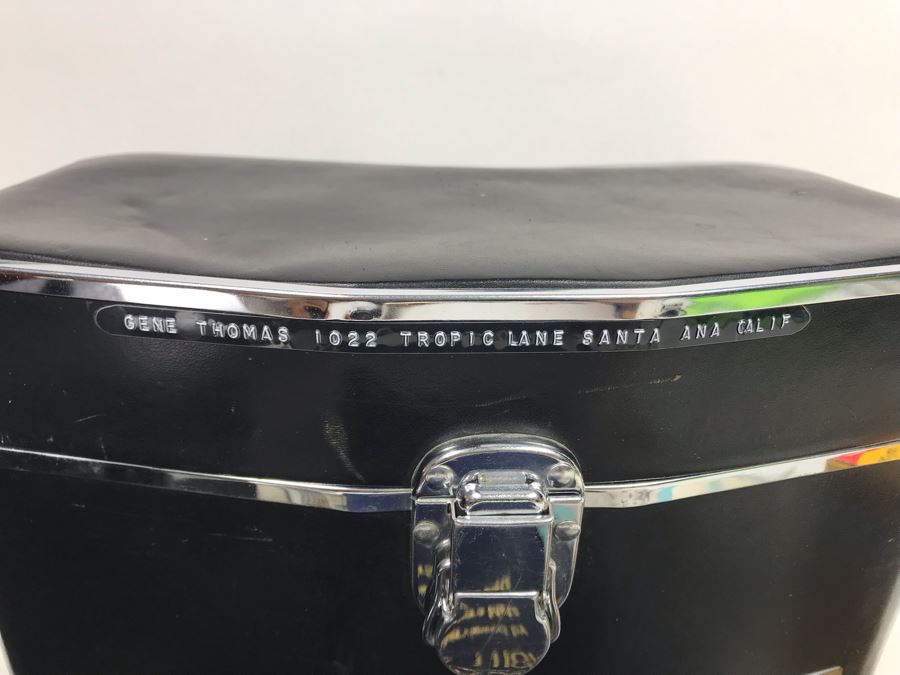 GENE THOMAS 1022 TROPIC LANE SANTA ANA CALIF